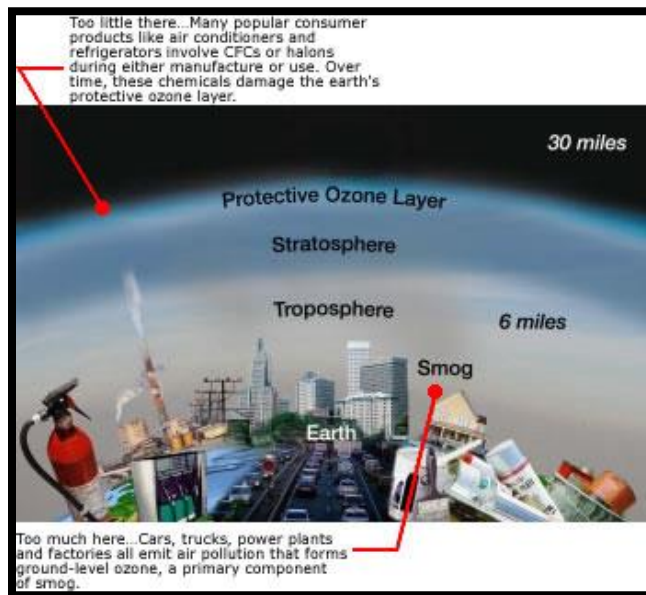 Too little there...Many popular consumer
products like air conditioners and
refrigerators involve CFCs or halons
during either manufacture or use. Over
time, these chemicals damage the earth's
protective ozone layer.
30 miles
Protective Ozone Layer
Stratosphere
Troposphere
6 miles
Smog
Earth
Too much here...Cars, trucks, power plants
and factories all emit air pollution that forms
ground-level ozone, a primary component
of smog.